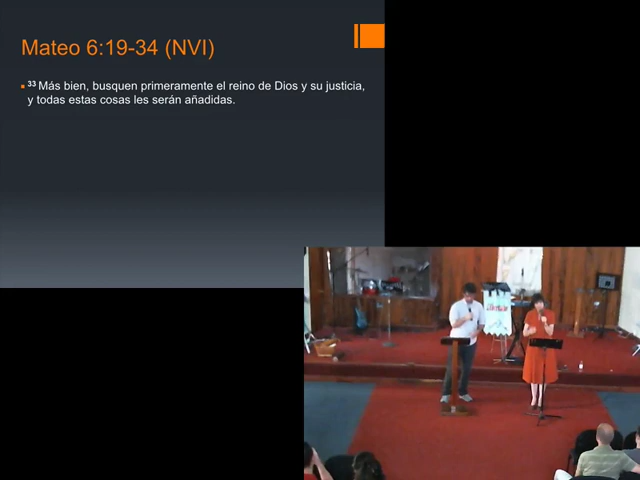 Mateo 6:19-34 (NVI)
33 Más bien, busquen primeramente el reino de Dios y su justicia,
y todas estas cosas les serán añadidas.